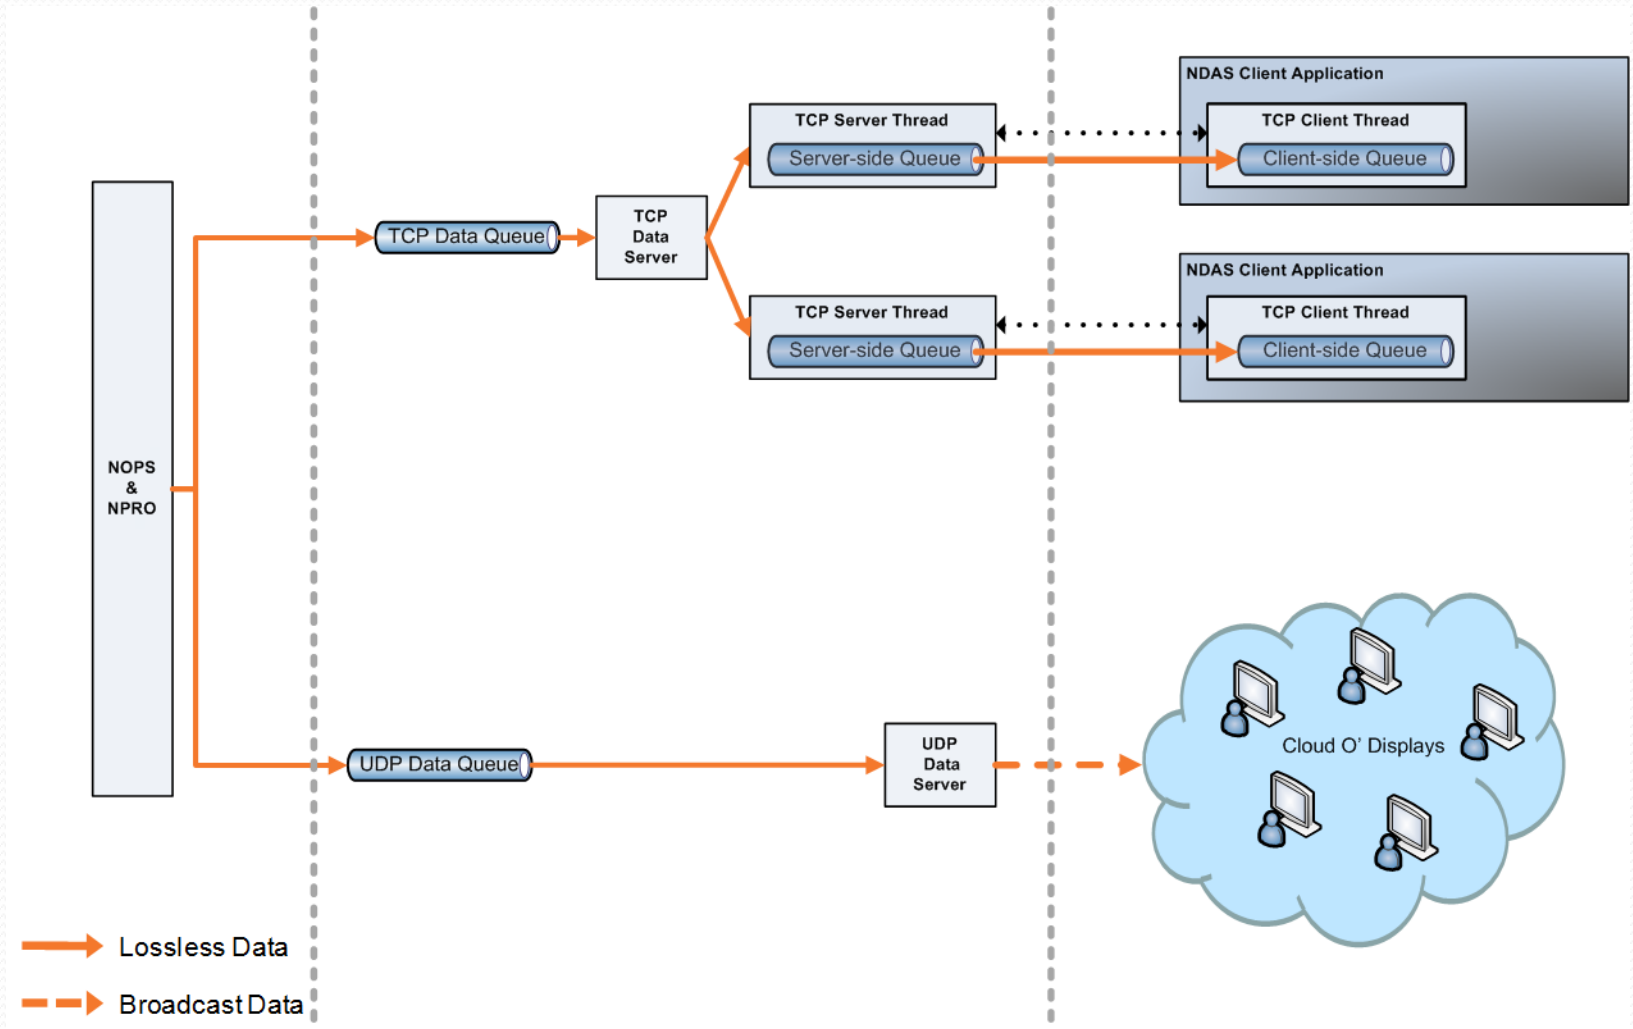 NDAS Client Application
TCP Server Thread
TCP Client Thread
Server-side Queue
Client-side Queue
TCP Data Queue
TCP
Data
Server
NDAS Client Application
TCP Server Thread
TCP Client Thread
Server-side Queue
Client-side Queue
NOPS
&
NPRO
UDP Data Queue
UDP
Data
Server
Cloud O’ Displays
Lossless Data
Broadcast Data